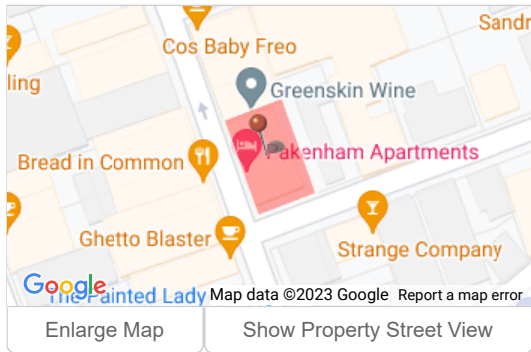 Cos Baby Freo
Sandr
ling
Greenskin Wine
Bread in Common
Pakenham Apartments
Ghetto Blaster
Strange Company
Google
The Painted Lady
Map data ©2023 Google
Report a map error
Enlarge Map
Show Property Street View